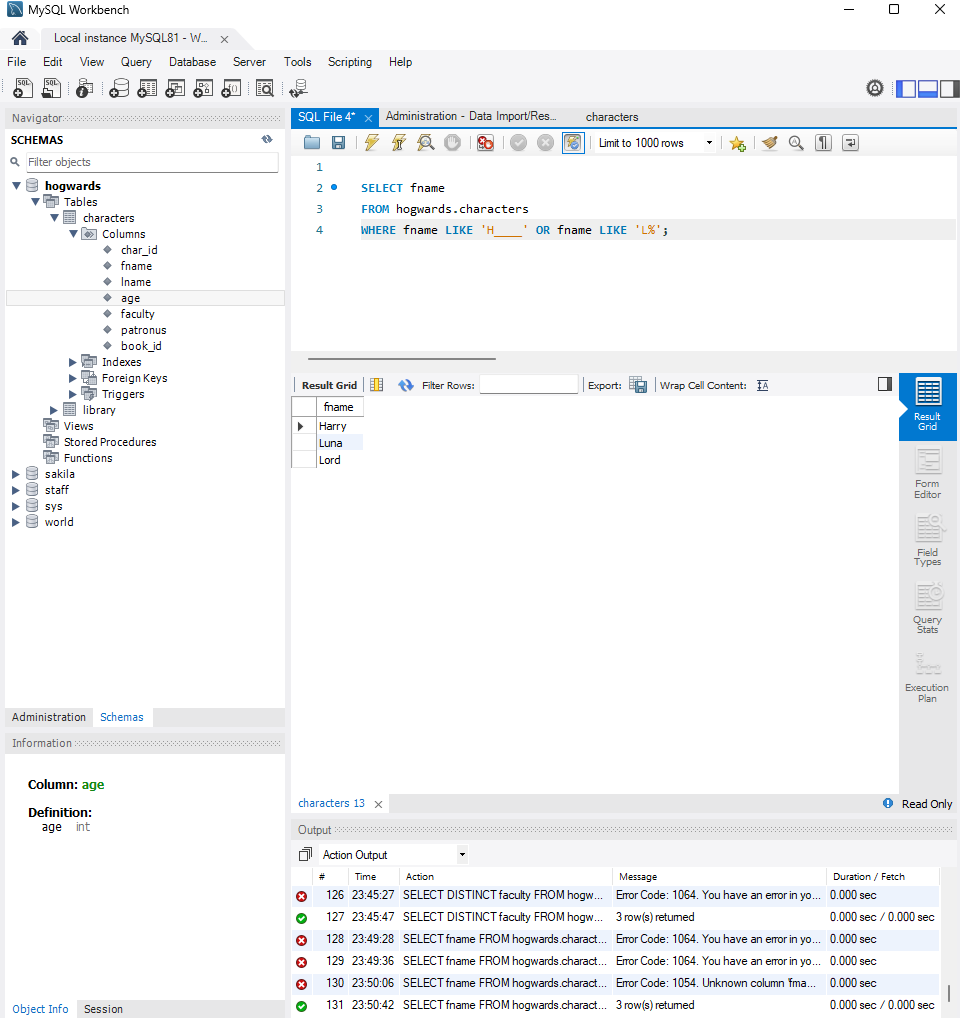 MySQL Workbench
Local instance MySQL81 - W...
File Edit View Query Database Server Tools Scripting Help
Navigator
SCHEMAS
Filter objects
hogwards
Tables
characters
Columns
char_id
fname
lname
age
faculty
patronus
book_id
Indexes
Foreign Keys
Triggers
library
Views
Stored Procedures
Functions
sakila
staff
sys
world
Administration Schemas
Information
Column: age
Definition:
age int
Object Info Session
SQL File 4* Administration - Data Import/Res... characters
Limit to 1000 rows
1
2 SELECT fname
3 FROM hogwards.characters
4 WHERE fname LIKE 'H____' OR fname LIKE 'L%';
Result Grid Filter Rows: Export: Wrap Cell Content:
fname
Harry
Luna
Lord
Result
Grid
Form
Editor
Field
Types
Query
Stats
Execution
Plan
characters 13 Read Only
Output
Action Output
# Time Action Message Duration / Fetch
126 23:45:27 SELECT DISTINCT faculty FROM hogw... Error Code: 1064. You have an error in yo... 0.000 sec
127 23:45:47 SELECT DISTINCT faculty FROM hogw... 3 row(s) returned 0.000 sec / 0.000 sec
128 23:49:28 SELECT fname FROM hogwards.charact... Error Code: 1064. You have an error in yo... 0.000 sec
129 23:49:36 SELECT fname FROM hogwards.charact... Error Code: 1064. You have an error in yo... 0.000 sec
130 23:50:06 SELECT fname FROM hogwards.charact... Error Code: 1054. Unknown column 'fma... 0.000 sec
131 23:50:42 SELECT fname FROM hogwards.charact... 3 row(s) returned 0.000 sec / 0.000 sec